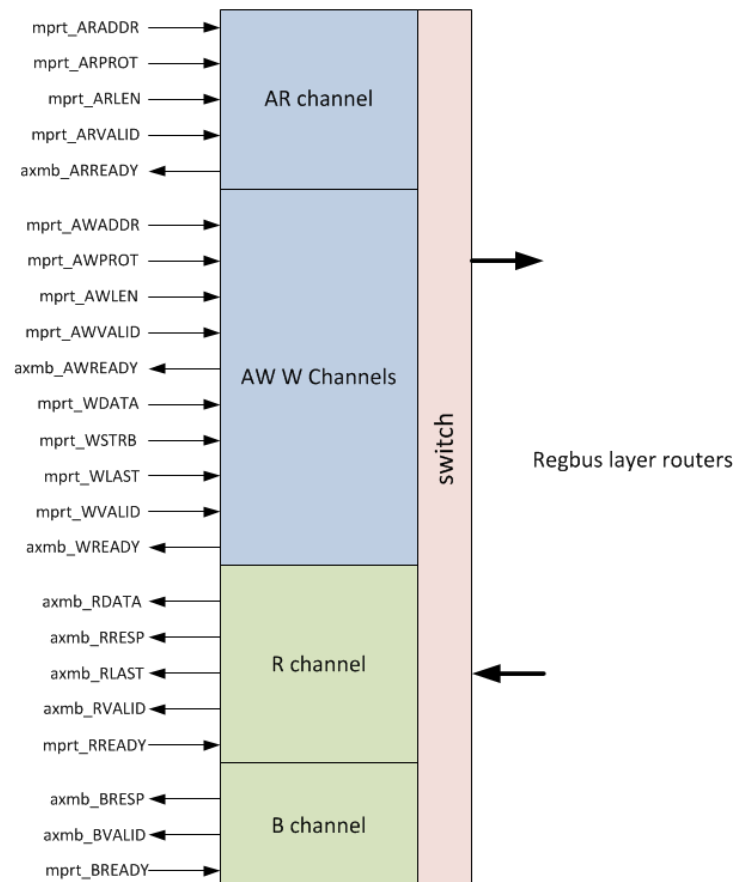 mprt_ARADDR
mprt_ARPROT
mprt_ARLEN
mprt_ARVALID
axmb_ARREADY
AR channel
mprt_AWADDR
mprt_AWPROT
mprt_AWLEN
mprt_AWVALID
axmb_AWREADY
mprt_WDATA
mprt_WSTRB
mprt_WLAST
mprt_WVALID
axmb_WREADY
AW W Channels
axmb_RDATA
axmb_RRESP
axmb_RLAST
axmb_RVALID
mprt_RREADY
R channel
axmb_BRESP
axmb_BVALID
mprt_BREADY
B channel
switch
Regbus layer routers